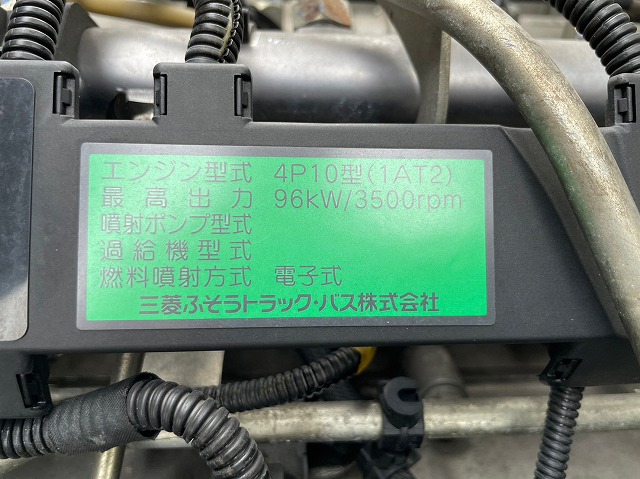 エンジン型式 4P10型(1AT2)
最高出力 96kW/3500rpm
噴射ポンプ型式
過給機型式
燃料噴射方式 電子式
三菱ふそうトラック・バス株式会社